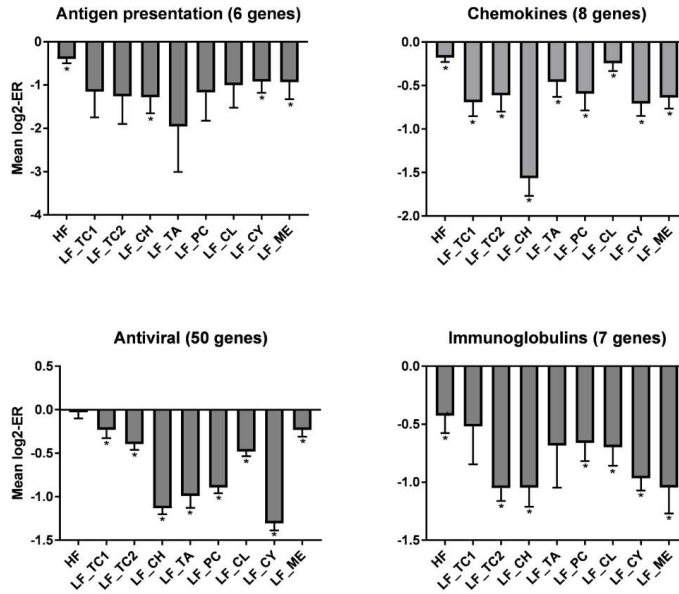 Antigen presentation (6 genes)
Mean log2-ER
0
-1
-2
-3
-4
* * * *
HF LF_TC1 LF_TC2 LF_CH LF_TA LF_PC LF_CL LF_CY LF_ME
Chemokines (8 genes)
0.0
-0.5
-1.0
-1.5
-2.0
* * * * * * * * *
HF LF_TC1 LF_TC2 LF_CH LF_TA LF_PC LF_CL LF_CY LF_ME
Antiviral (50 genes)
Mean log2-ER
0.5
0.0
-0.5
-1.0
-1.5
* * * * * * * *
HF LF_TC1 LF_TC2 LF_CH LF_TA LF_PC LF_CL LF_CY LF_ME
Immunoglobulins (7 genes)
0.0
-0.5
-1.0
-1.5
* * * * * * *
HF LF_TC1 LF_TC2 LF_CH LF_TA LF_PC LF_CL LF_CY LF_ME